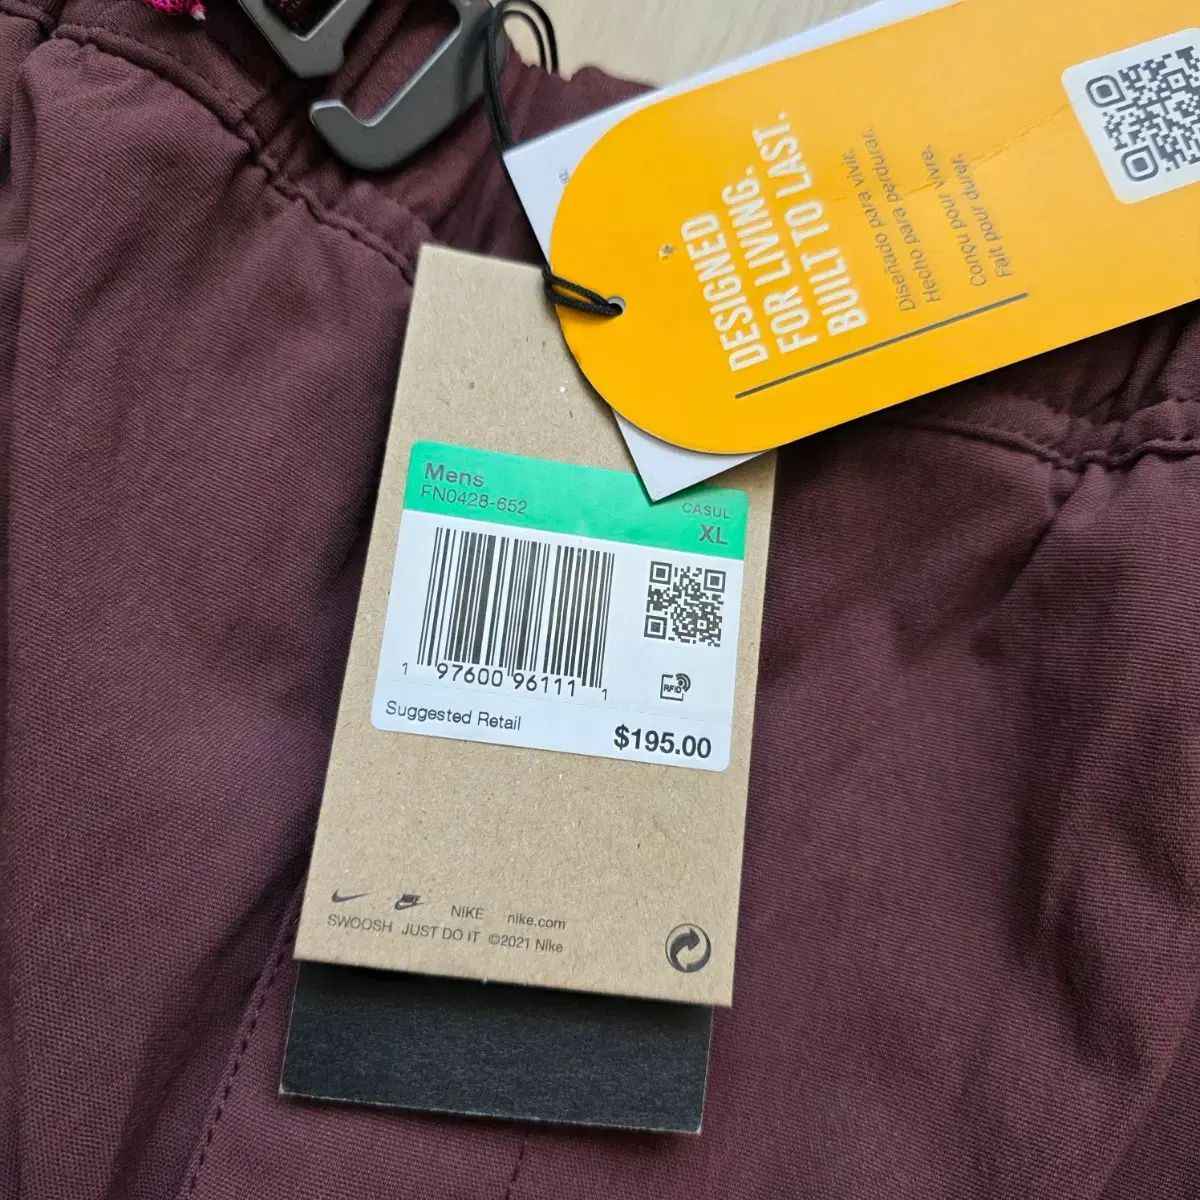 DESIGNED
FOR LIVING.
BUILT TO LAST.
Diseñado para vivir.
Hecho para perdurar.
Conçu pour vivre.
Fait pour durer.
Mens
FN0428-652
CASUL
XL
1 97600 96111 1
RFID
Suggested Retail
$195.00
NIKE nike.com
SWOOSH JUST DO IT ©2021 Nike